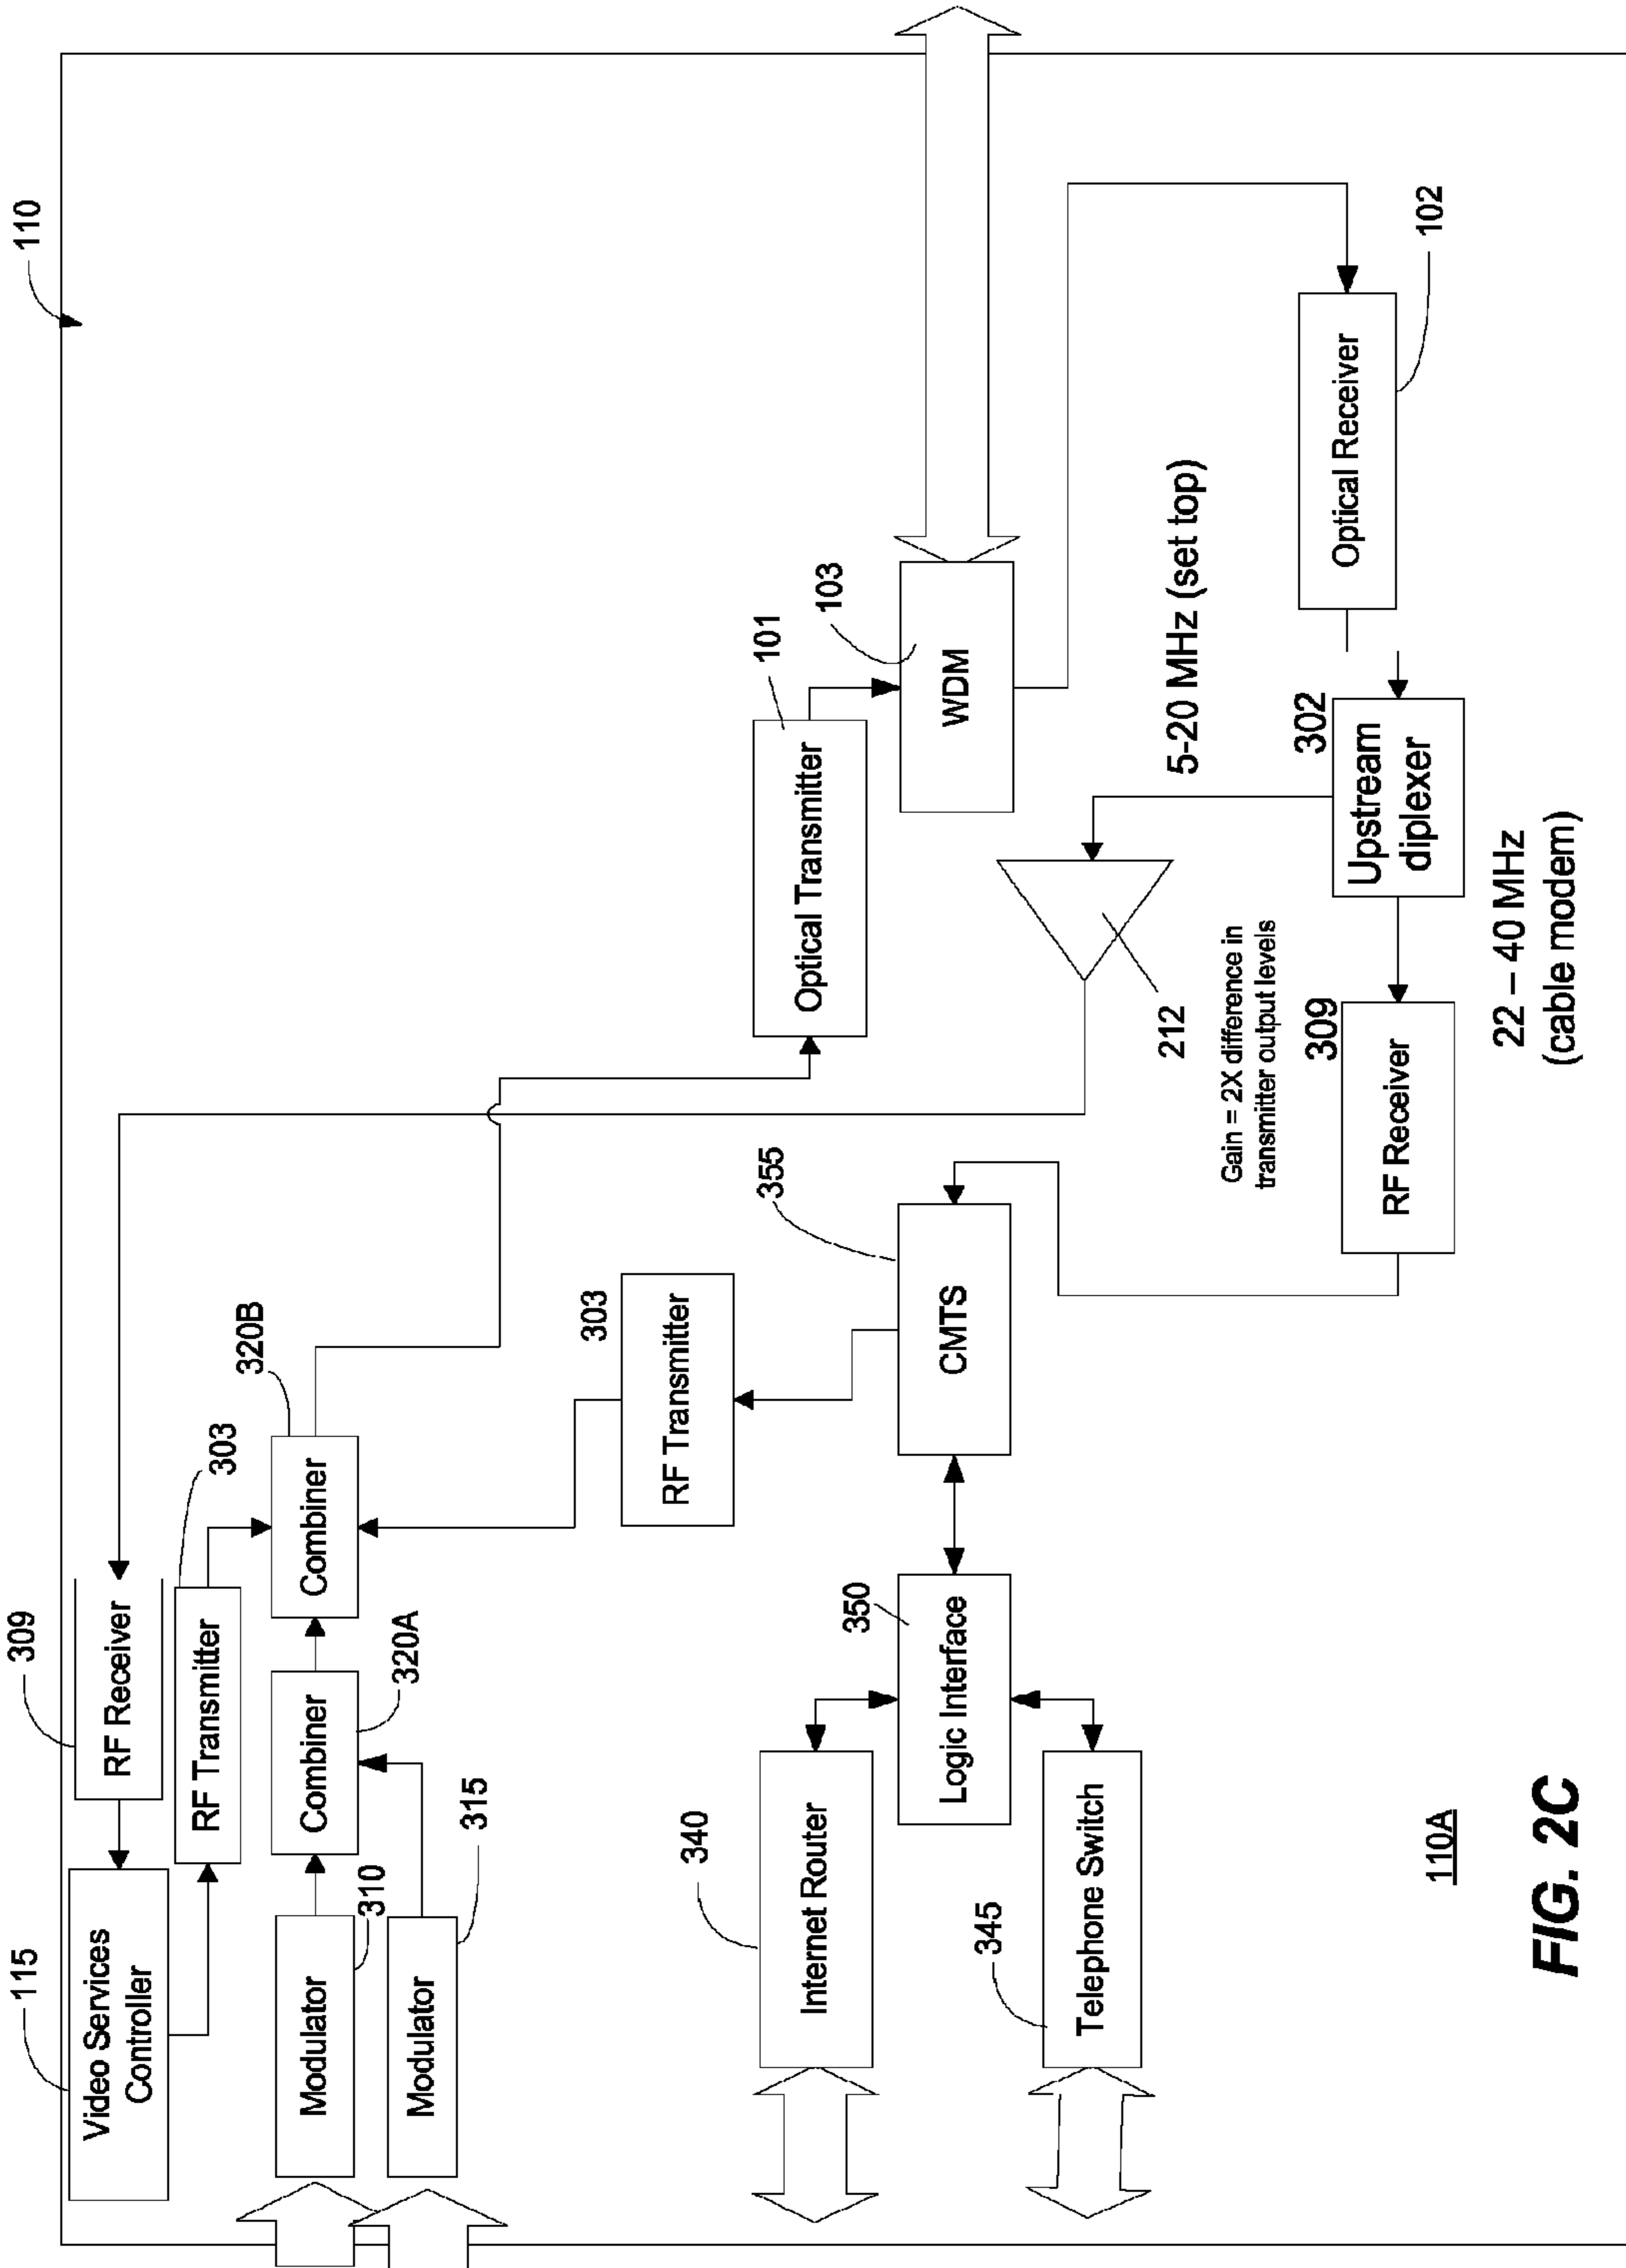 110
115
Video Services
Controller
309
RF Receiver
303
RF Transmitter
320B
Combiner
320A
Combiner
310
Modulator
315
Modulator
303
RF Transmitter
101
Optical Transmitter
103
WDM
340
Internet Router
350
Logic Interface
355
CMTS
345
Telephone Switch
212
Gain = 2X difference in
transmitter output levels
5-20 MHz (set top)
102
Optical Receiver
302
Upstream
diplexer
309
RF Receiver
22 – 40 MHz
(cable modem)
110A
FIG. 2C